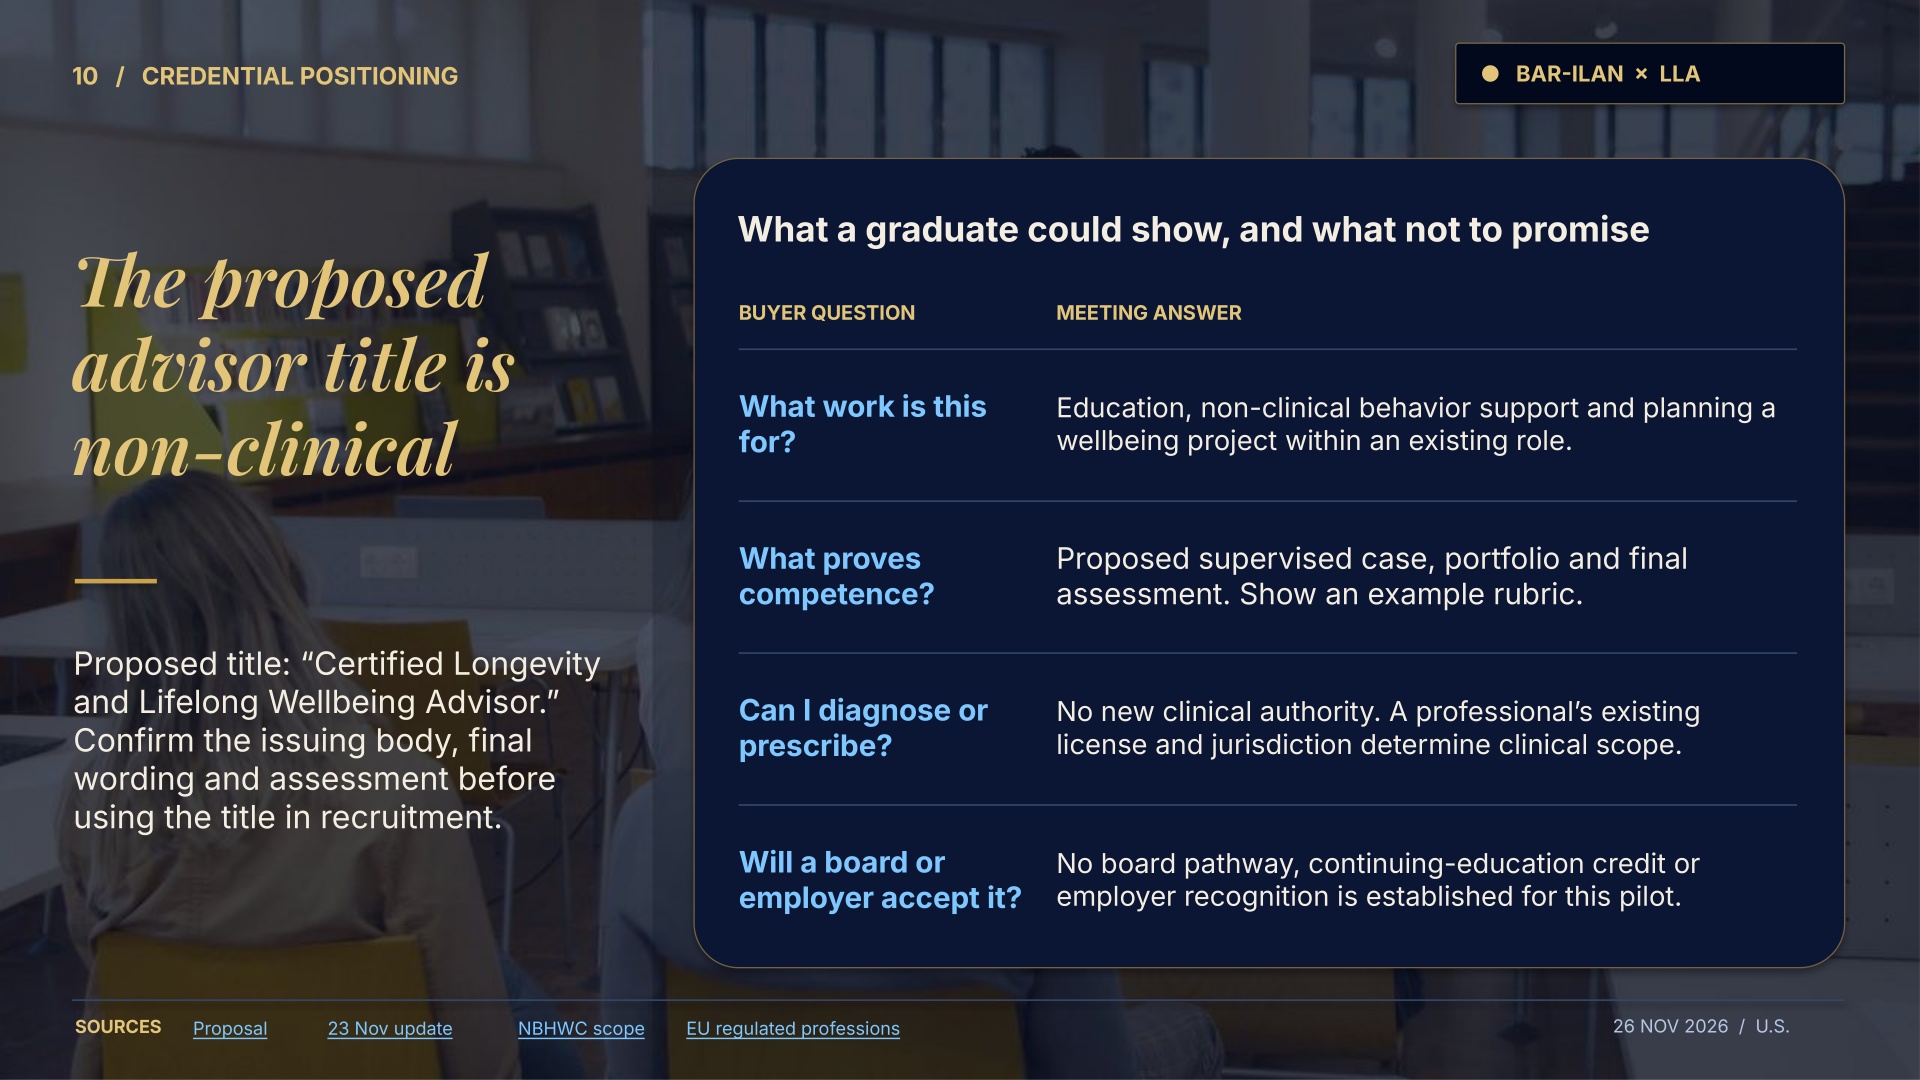 10 / CREDENTIAL POSITIONING
BAR-ILAN × LLA
The proposed
advisor title is
non-clinical
Proposed title: “Certified Longevity
and Lifelong Wellbeing Advisor.”
Confirm the issuing body, final
wording and assessment before
using the title in recruitment.
What a graduate could show, and what not to promise
BUYER QUESTION MEETING ANSWER
What work is this
for?
Education, non-clinical behavior support and planning a
wellbeing project within an existing role.
What proves
competence?
Proposed supervised case, portfolio and final
assessment. Show an example rubric.
Can I diagnose or
prescribe?
No new clinical authority. A professional’s existing
license and jurisdiction determine clinical scope.
Will a board or
employer accept it?
No board pathway, continuing-education credit or
employer recognition is established for this pilot.
SOURCES Proposal 23 Nov update NBHWC scope EU regulated professions
26 NOV 2026 / U.S.